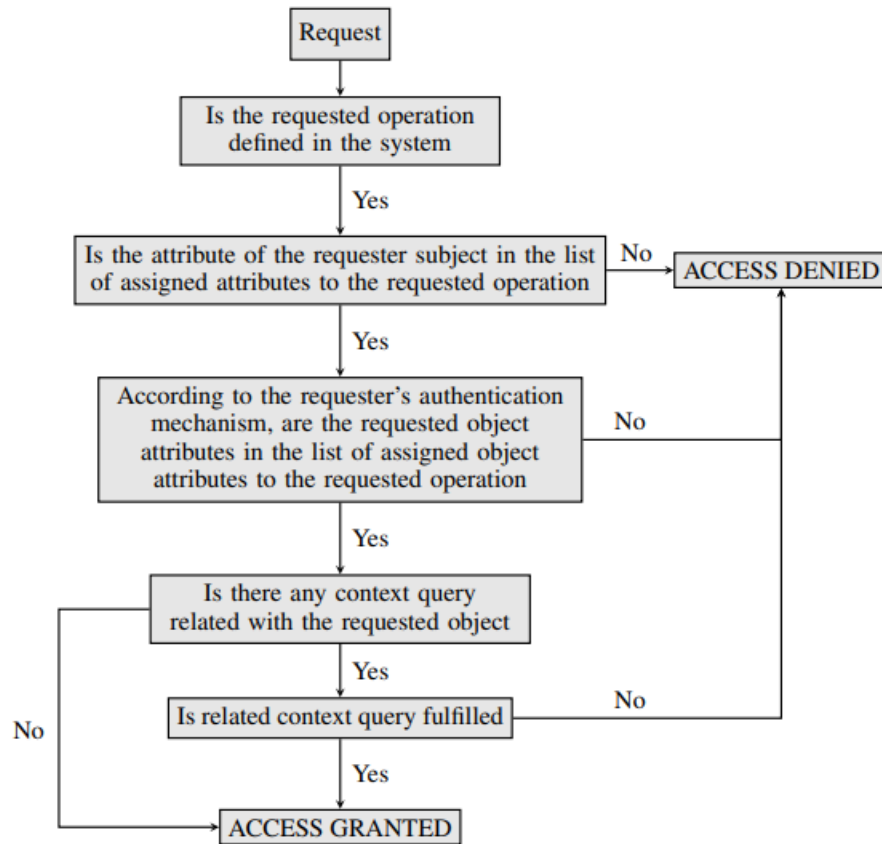 Request
Is the requested operation
defined in the system
Yes
Is the attribute of the requester subject in the list
of assigned attributes to the requested operation
No
ACCESS DENIED
Yes
According to the requester's authentication
mechanism, are the requested object
attributes in the list of assigned object
attributes to the requested operation
No
Yes
Is there any context query
related with the requested object
Yes
No
Is related context query fulfilled
No
Yes
ACCESS GRANTED